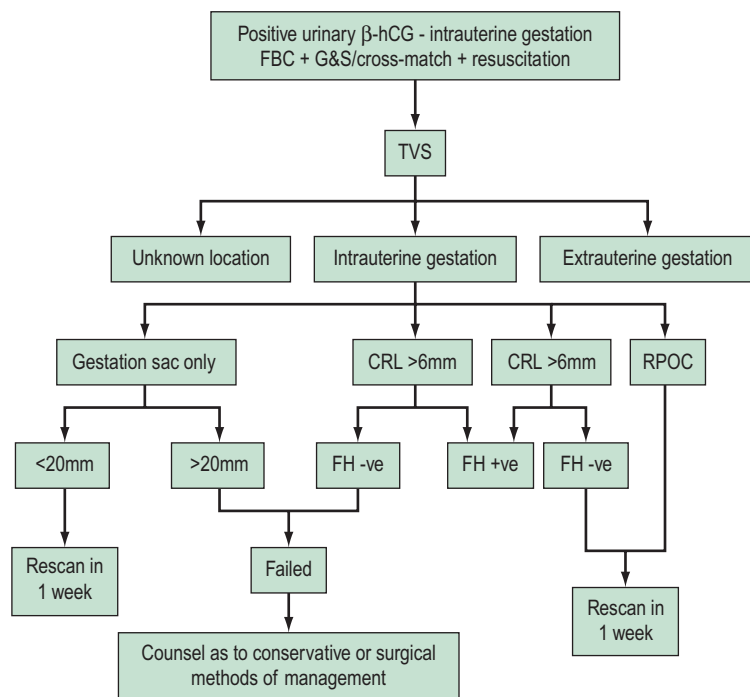 Positive urinary β-hCG - intrauterine gestation
FBC + G&S/cross-match + resuscitation
TVS
Unknown location
Intrauterine gestation
Extrauterine gestation
Gestation sac only
CRL >6mm
CRL >6mm
RPOC
<20mm
>20mm
FH -ve
FH +ve
FH -ve
Rescan in
1 week
Failed
Rescan in
1 week
Counsel as to conservative or surgical
methods of management